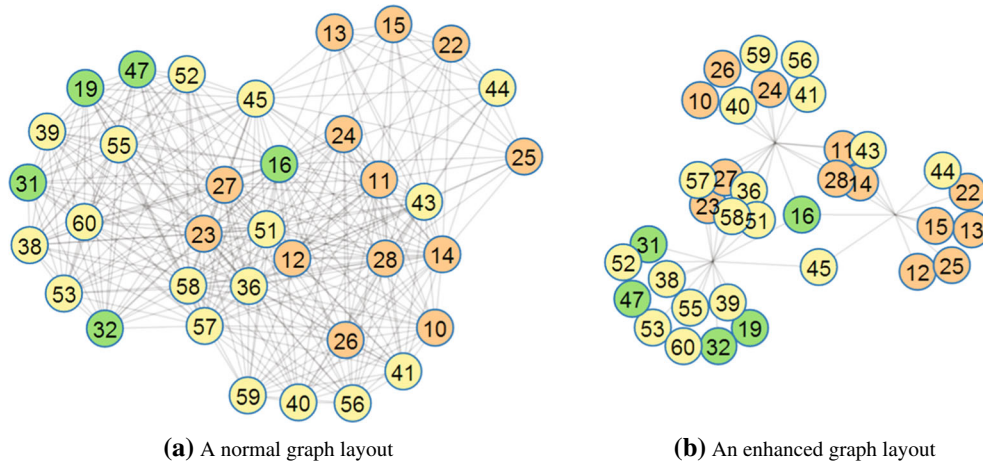 13 15 22
47 52 44
19 45
39 55 24 25
31 16 11
27 43
60 23 51 14
38 12 28
53 58 36
32 57 26 10
41
59 40 56
(a) A normal graph layout
59 56
26 24 41
10 40
11 43
57 27 28 14 44 22
23 36 16 15 13
58 51
31 45 12 25
52 38
47 55 39
53 19
60 32
(b) An enhanced graph layout